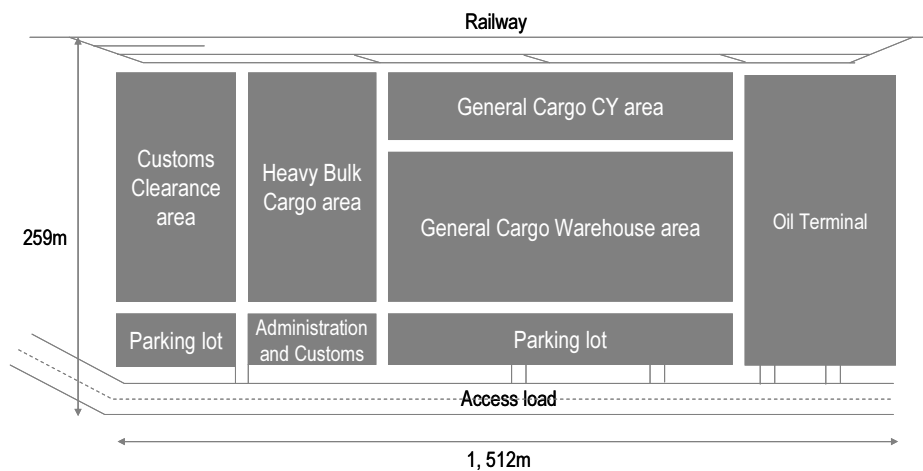 Railway
General Cargo CY area
Customs
Clearance
area
Heavy Bulk
Cargo area
General Cargo Warehouse area
Oil Terminal
259m
Parking lot
Administration
and Customs
Parking lot
Access load
1, 512m